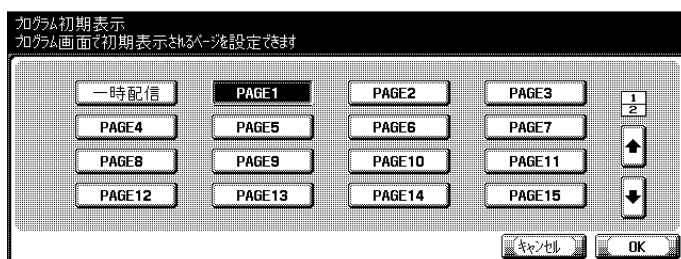 プログラム初期表示
プログラム画面で初期表示されるページを設定できます
一時配信 PAGE1 PAGE2 PAGE3
1
2
PAGE4 PAGE5 PAGE6 PAGE7
PAGE8 PAGE9 PAGE10 PAGE11
PAGE12 PAGE13 PAGE14 PAGE15
キャンセル OK